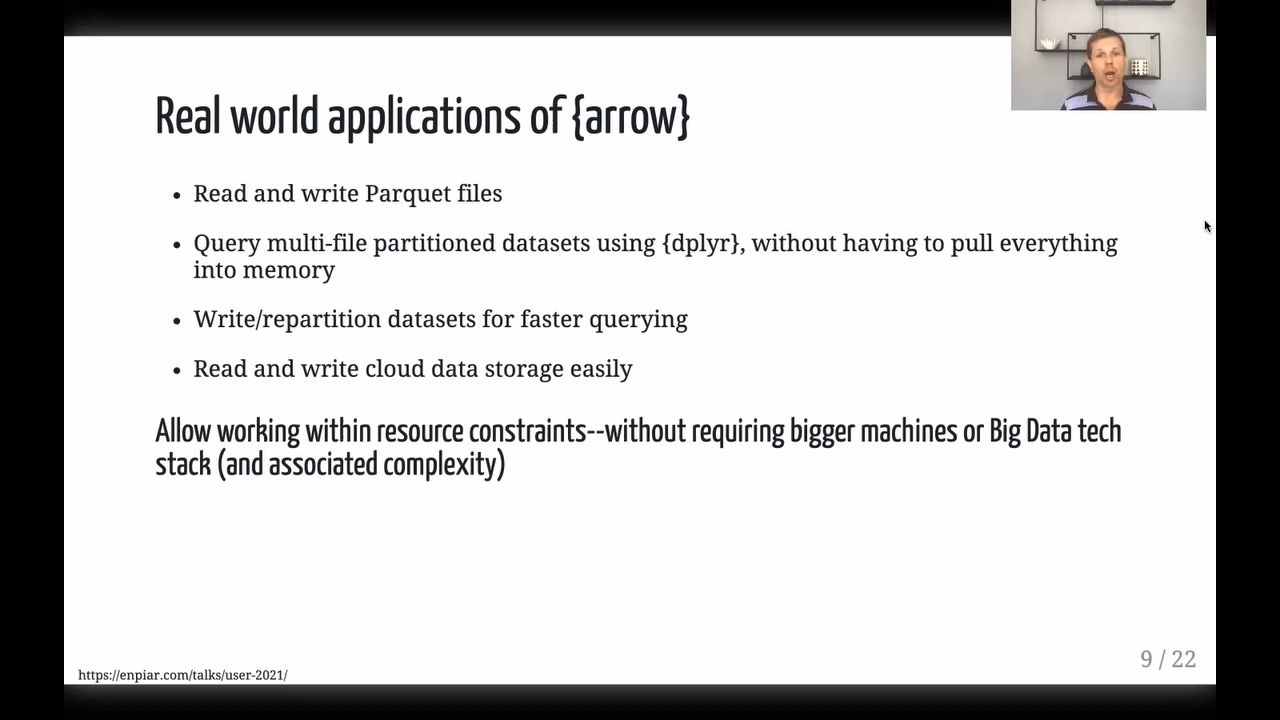 Real world applications of {arrow}
• Read and write Parquet files
• Query multi-file partitioned datasets using {dplyr}, without having to pull everything
into memory
• Write/repartition datasets for faster querying
• Read and write cloud data storage easily
Allow working within resource constraints--without requiring bigger machines or Big Data tech
stack (and associated complexity)
9 / 22
https://enpiar.com/talks/user-2021/